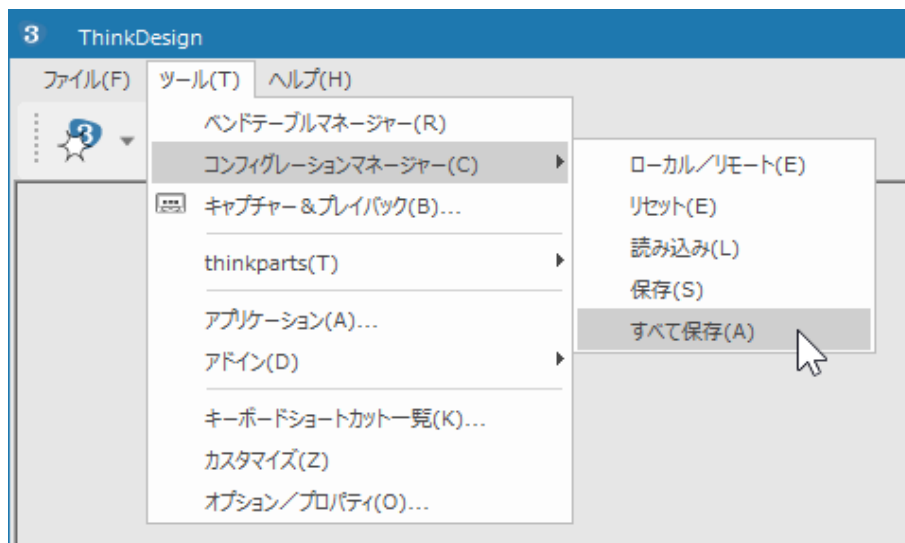 3 ThinkDesign
ファイル(F) ツール(T) ヘルプ(H)
3
ベンドテーブルマネージャー(R)
コンフィグレーションマネージャー(C)
キャプチャー＆プレイバック(B)...
thinkparts(T)
アプリケーション(A)...
アドイン(D)
キーボードショートカット一覧(K)...
カスタマイズ(Z)
オプション／プロパティ(O)...
ローカル／リモート(E)
リセット(E)
読み込み(L)
保存(S)
すべて保存(A)